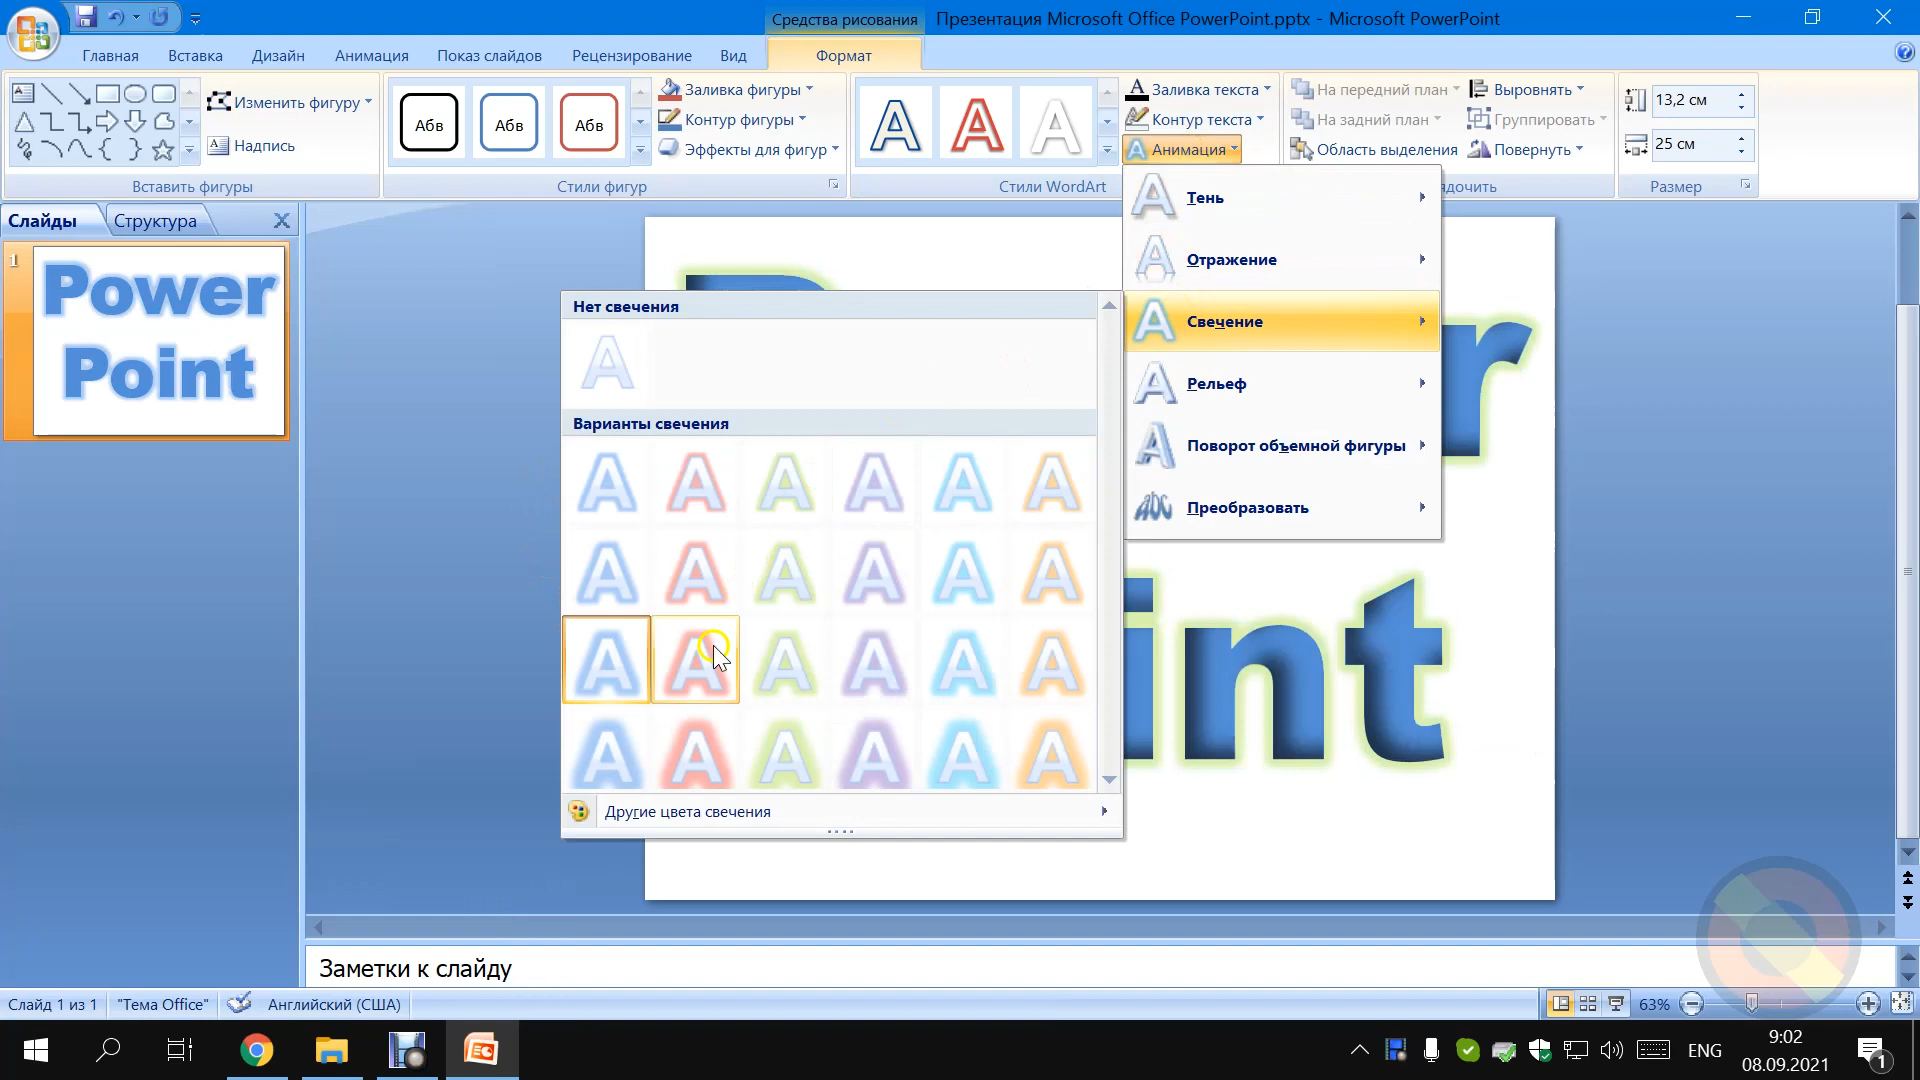 Средства рисования
Презентация Microsoft Office PowerPoint.pptx - Microsoft PowerPoint
Главная
Вставка
Дизайн
Анимация
Показ слайдов
Рецензирование
Вид
Формат
Изменить фигуру
Надпись
Вставить фигуры
Абв
Абв
Абв
Заливка фигуры
Контур фигуры
Эффекты для фигур
Стили фигур
A A A
Заливка текста
Контур текста
Анимация
Стили WordArt
На передний план
На задний план
Область выделения
Выровнять
Группировать
Повернуть
ядочить
13,2 см
25 см
Размер
Слайды
Структура
1
Power
Point
Тень
Отражение
Свечение
Рельеф
Поворот объемной фигуры
Преобразовать
Нет свечения
A
Варианты свечения
A A A A A A
A A A A A A
A A A A A A
A A A A A A
Другие цвета свечения
r
int
Заметки к слайду
Слайд 1 из 1
"Тема Office"
Английский (США)
63%
ENG
9:02
08.09.2021
1